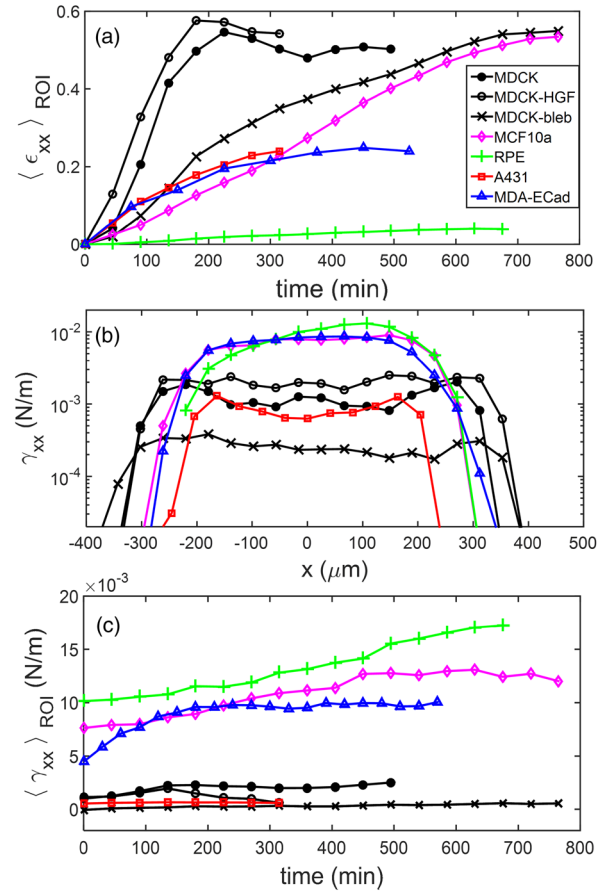 (a)
⟨ ϵxx ⟩ ROI
0.6
0.4
0.2
0
MDCK
MDCK-HGF
MDCK-bleb
MCF10a
RPE
A431
MDA-ECad
0 100 200 300 400 500 600 700 800
time (min)
(b)
γxx (N/m)
10-2
10-3
10-4
-400 -300 -200 -100 0 100 200 300 400 500
x (μm)
×10-3
(c)
⟨ γxx ⟩ ROI (N/m)
20
15
10
5
0
0 100 200 300 400 500 600 700 800
time (min)